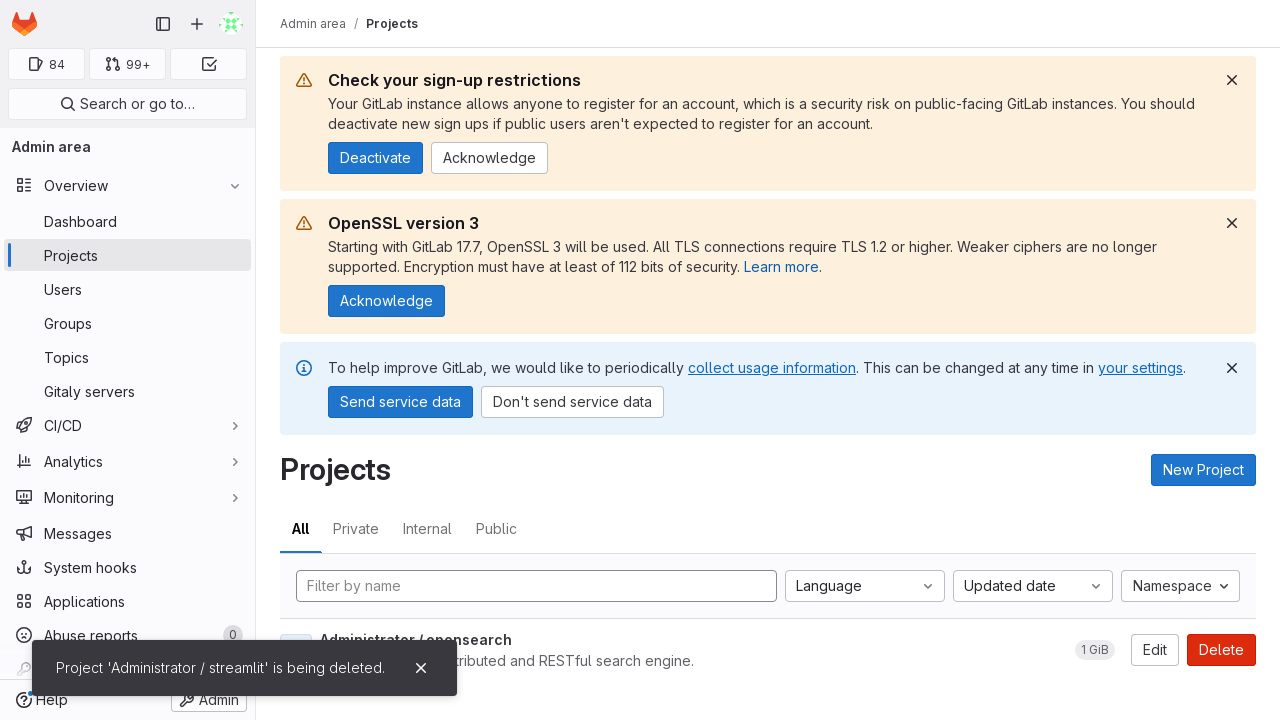 Admin area / Projects
84
99+
Search or go to…
Admin area
Overview
Dashboard
Projects
Users
Groups
Topics
Gitaly servers
CI/CD
Analytics
Monitoring
Messages
System hooks
Applications
Abuse reports 0
Help
Admin
Check your sign-up restrictions
Your GitLab instance allows anyone to register for an account, which is a security risk on public-facing GitLab instances. You should
deactivate new sign ups if public users aren't expected to register for an account.
Deactivate Acknowledge
OpenSSL version 3
Starting with GitLab 17.7, OpenSSL 3 will be used. All TLS connections require TLS 1.2 or higher. Weaker ciphers are no longer
supported. Encryption must have at least of 112 bits of security. Learn more.
Acknowledge
To help improve GitLab, we would like to periodically collect usage information. This can be changed at any time in your settings.
Send service data Don't send service data
Projects
New Project
All Private Internal Public
Filter by name Language Updated date Namespace
Administrator / opensearch
and RESTful search engine.
1 GiB Edit Delete
Project 'Administrator / streamlit' is being deleted.